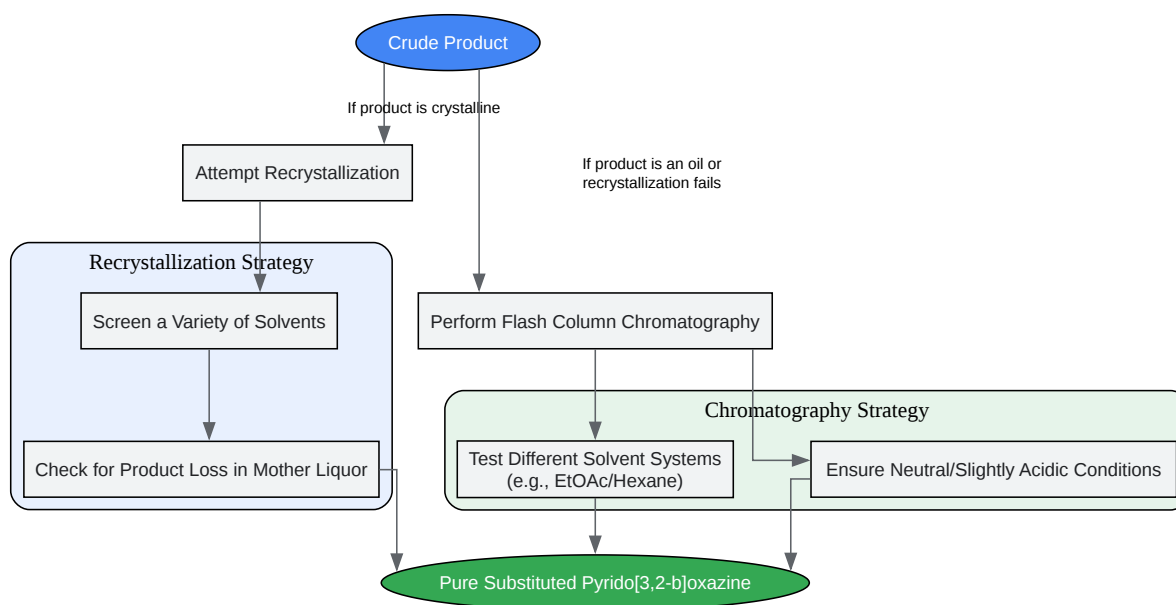 Crude Product
If product is crystalline
Attempt Recrystallization
If product is an oil or
recrystallization fails
Recrystallization Strategy
Screen a Variety of Solvents
Perform Flash Column Chromatography
Chromatography Strategy
Check for Product Loss in Mother Liquor
Test Different Solvent Systems
(e.g., EtOAc/Hexane)
Ensure Neutral/Slightly Acidic Conditions
Pure Substituted Pyrido[3,2-b]oxazine